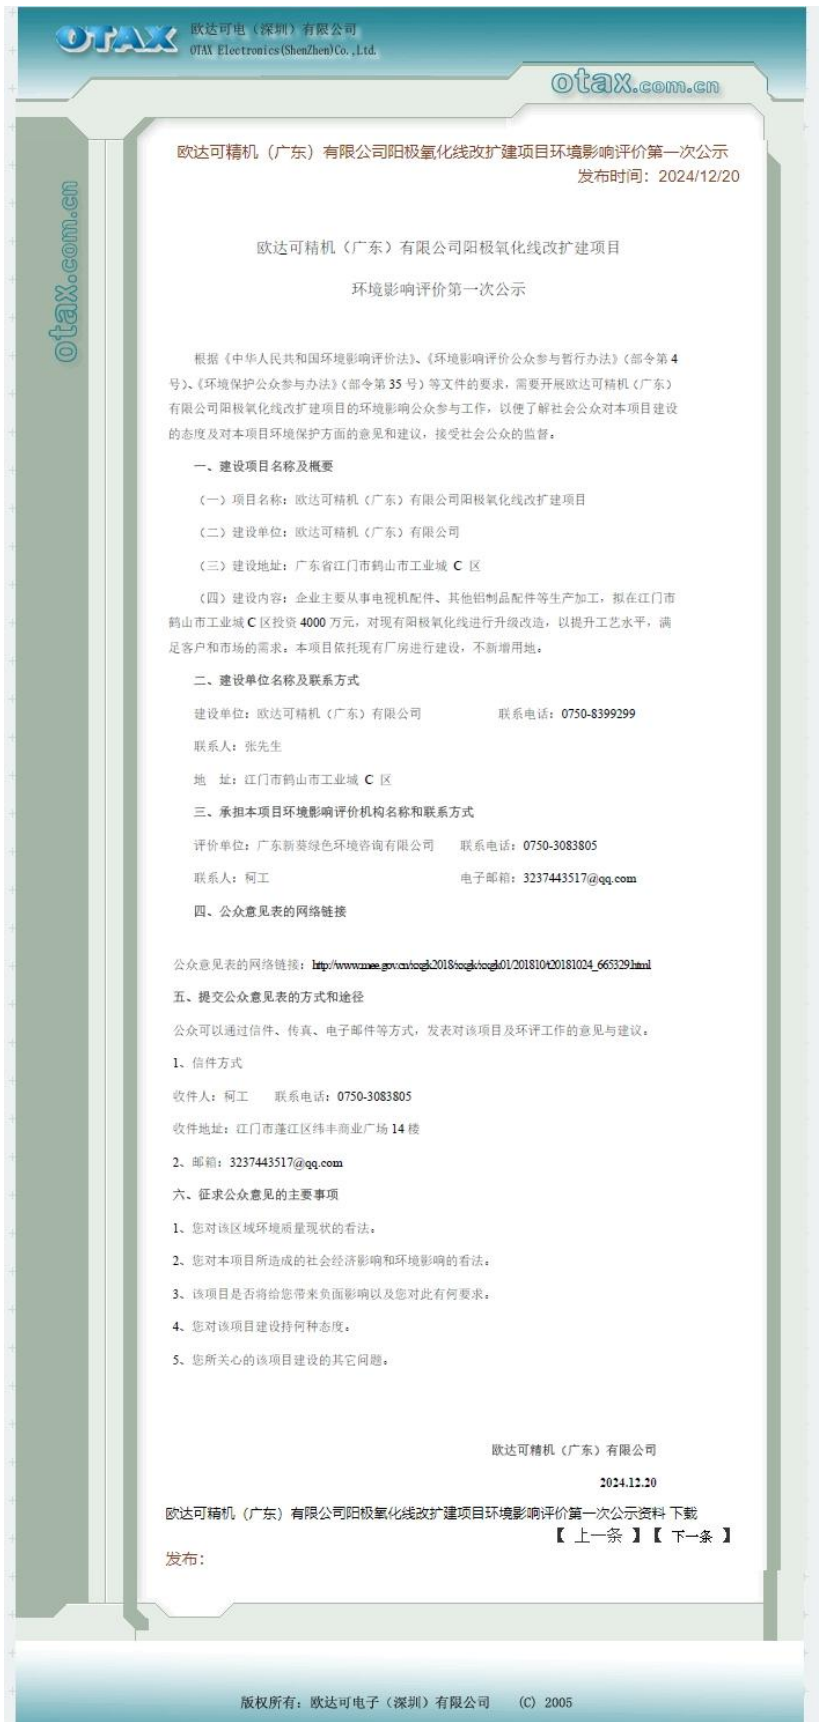 OTAX
欧达可电（深圳）有限公司
OTAX Electronics(ShenZhen)Co.,Ltd.
otax.com.cn
otax.com.cn
欧达可精机（广东）有限公司阳极氧化线改扩建项目环境影响评价第一次公示
发布时间：2024/12/20
欧达可精机（广东）有限公司阳极氧化线改扩建项目
环境影响评价第一次公示
根据《中华人民共和国环境影响评价法》、《环境影响评价公众参与暂行办法》（部令第 4
号）、《环境保护公众参与办法》（部令第 35 号）等文件的要求，需要开展欧达可精机（广东）
有限公司阳极氧化线改扩建项目的环境影响公众参与工作，以便了解社会公众对本项目建设
的态度及对本项目环境保护方面的意见和建议，接受社会公众的监督。
一、建设项目名称及概要
（一）项目名称：欧达可精机（广东）有限公司阳极氧化线改扩建项目
（二）建设单位：欧达可精机（广东）有限公司
（三）建设地址：广东省江门市鹤山市工业城 C 区
（四）建设内容：企业主要从事电视机配件、其他铝制品配件等生产加工，拟在江门市
鹤山市工业城 C 区投资 4000 万元，对现有阳极氧化线进行升级改造，以提升工艺水平，满
足客户和市场的需求。本项目依托现有厂房进行建设，不新增用地。
二、建设单位名称及联系方式
建设单位：欧达可精机（广东）有限公司 联系电话：0750-8399299
联系人：张先生
地 址：江门市鹤山市工业城 C 区
三、承担本项目环境影响评价机构名称和联系方式
评价单位：广东新葵绿色环境咨询有限公司 联系电话：0750-3083805
联系人：柯工 电子邮箱：3237443517@qq.com
四、公众意见表的网络链接
公众意见表的网络链接：http://www.mee.gov.cn/xxgk2018/xxgk/xxgk01/201810/t20181024_665329.html
五、提交公众意见表的方式和途径
公众可以通过信件、传真、电子邮件等方式，发表对该项目及环评工作的意见与建议。
1、信件方式
收件人：柯工 联系电话：0750-3083805
收件地址：江门市蓬江区纬丰商业广场 14 楼
2、邮箱：3237443517@qq.com
六、征求公众意见的主要事项
1、您对该区域环境质量现状的看法。
2、您对本项目所造成的社会经济影响和环境影响的看法。
3、该项目是否将给您带来负面影响以及您对此有何要求。
4、您对该项目建设持何种态度。
5、您所关心的该项目建设的其它问题。
欧达可精机（广东）有限公司
2024.12.20
欧达可精机（广东）有限公司阳极氧化线改扩建项目环境影响评价第一次公示资料 下载
【 上一条 】【 下一条 】
发布：
版权所有：欧达可电子（深圳）有限公司 (C) 2005